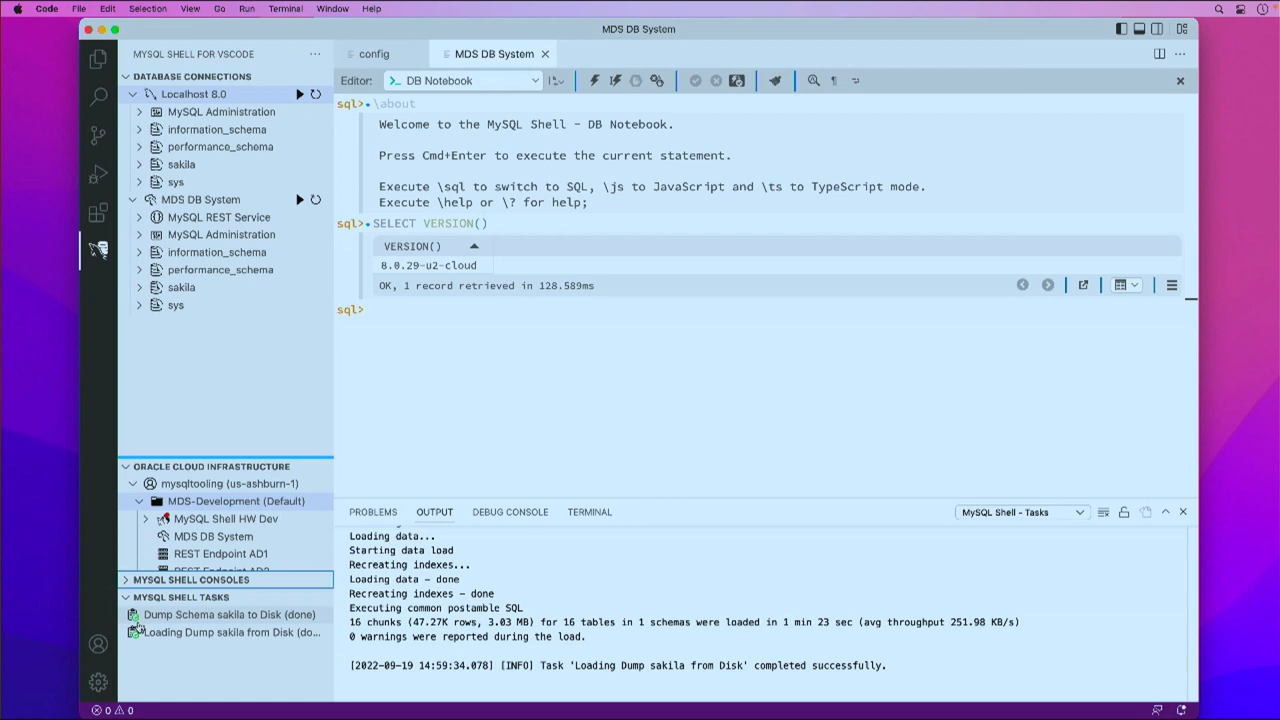 Code File Edit Selection View Go Run Terminal Window Help
MDS DB System
MYSQL SHELL FOR VSCODE ···
config
MDS DB System
DATABASE CONNECTIONS
Localhost 8.0
MySQL Administration
information_schema
performance_schema
sakila
sys
MDS DB System
MySQL REST Service
MySQL Administration
information_schema
performance_schema
sakila
sys
Editor: DB Notebook
sql> \about
Welcome to the MySQL Shell - DB Notebook.
Press Cmd+Enter to execute the current statement.
Execute \sql to switch to SQL, \js to JavaScript and \ts to TypeScript mode.
Execute \help or \? for help;
sql> SELECT VERSION()
VERSION()
8.0.29-u2-cloud
OK, 1 record retrieved in 128.589ms
sql>
ORACLE CLOUD INFRASTRUCTURE
mysqltooling (us-ashburn-1)
MDS-Development (Default)
MySQL Shell HW Dev
MDS DB System
REST Endpoint AD1
REST Endpoint AD2
MYSQL SHELL CONSOLES
MYSQL SHELL TASKS
Dump Schema sakila to Disk (done)
Loading Dump sakila from Disk (do...
PROBLEMS OUTPUT DEBUG CONSOLE TERMINAL
MySQL Shell - Tasks
Loading data...
Starting data load
Recreating indexes...
Loading data - done
Recreating indexes - done
Executing common postamble SQL
16 chunks (47.27K rows, 3.03 MB) for 16 tables in 1 schemas were loaded in 1 min 23 sec (avg throughput 251.98 KB/s)
0 warnings were reported during the load.
[2022-09-19 14:59:34.078] [INFO] Task 'Loading Dump sakila from Disk' completed successfully.
0 0